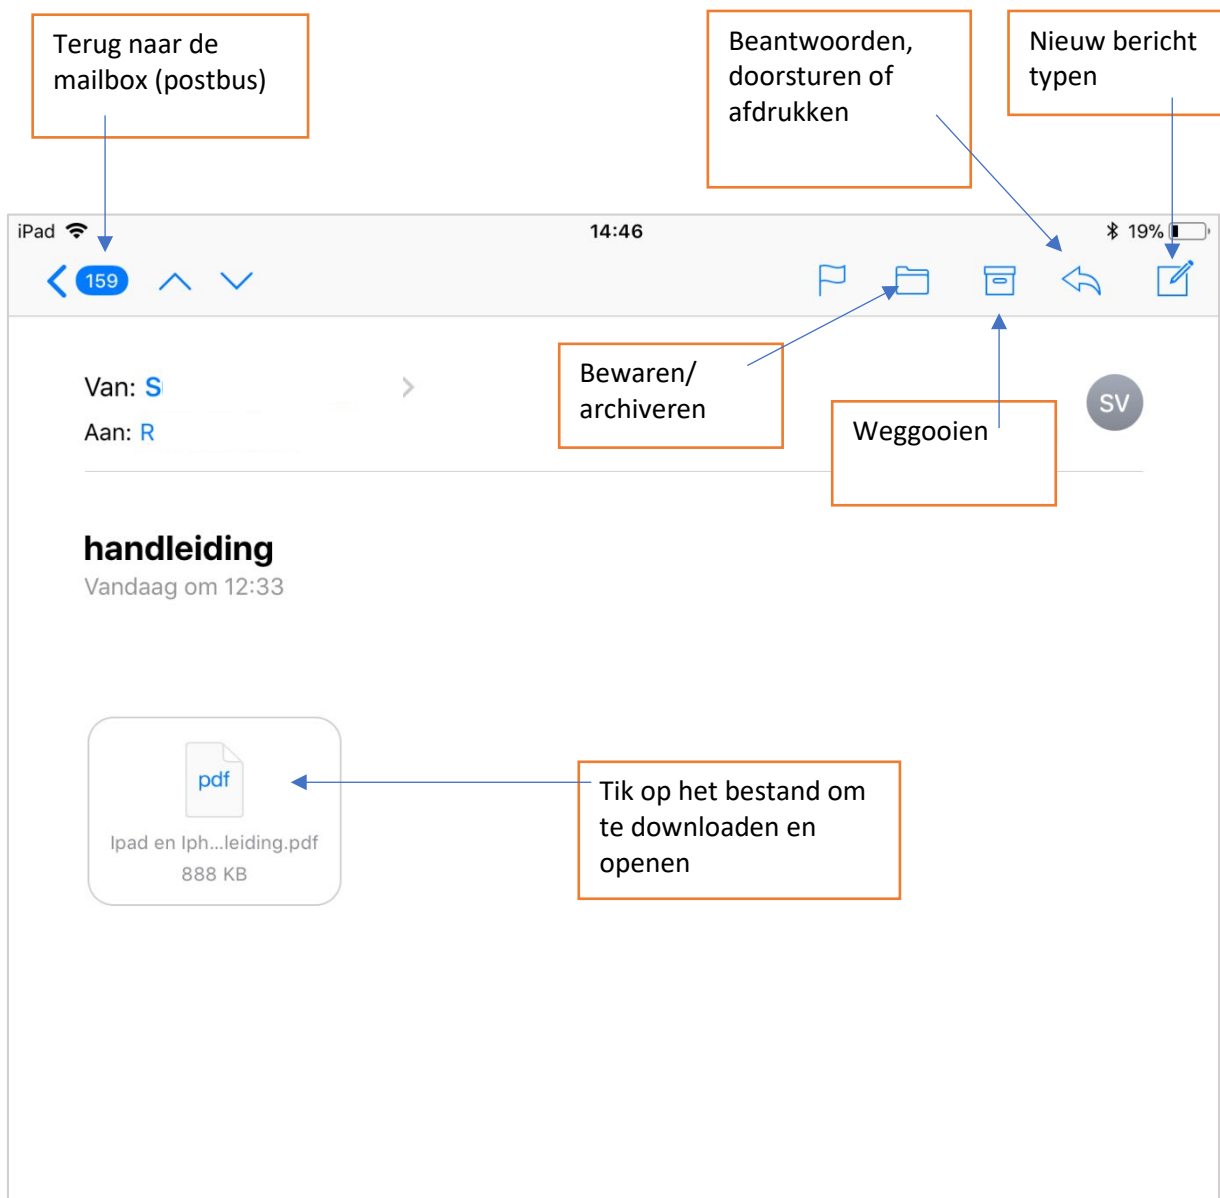 Terug naar de
mailbox (postbus)
Beantwoorden,
doorsturen of
afdrukken
Nieuw bericht
typen
iPad
14:46
19%
159
Van: S
Aan: R
Bewaren/
archiveren
Weggooien
SV
handleiding
Vandaag om 12:33
pdf
Ipad en Iph...leiding.pdf
888 KB
Tik op het bestand om
te downloaden en
openen